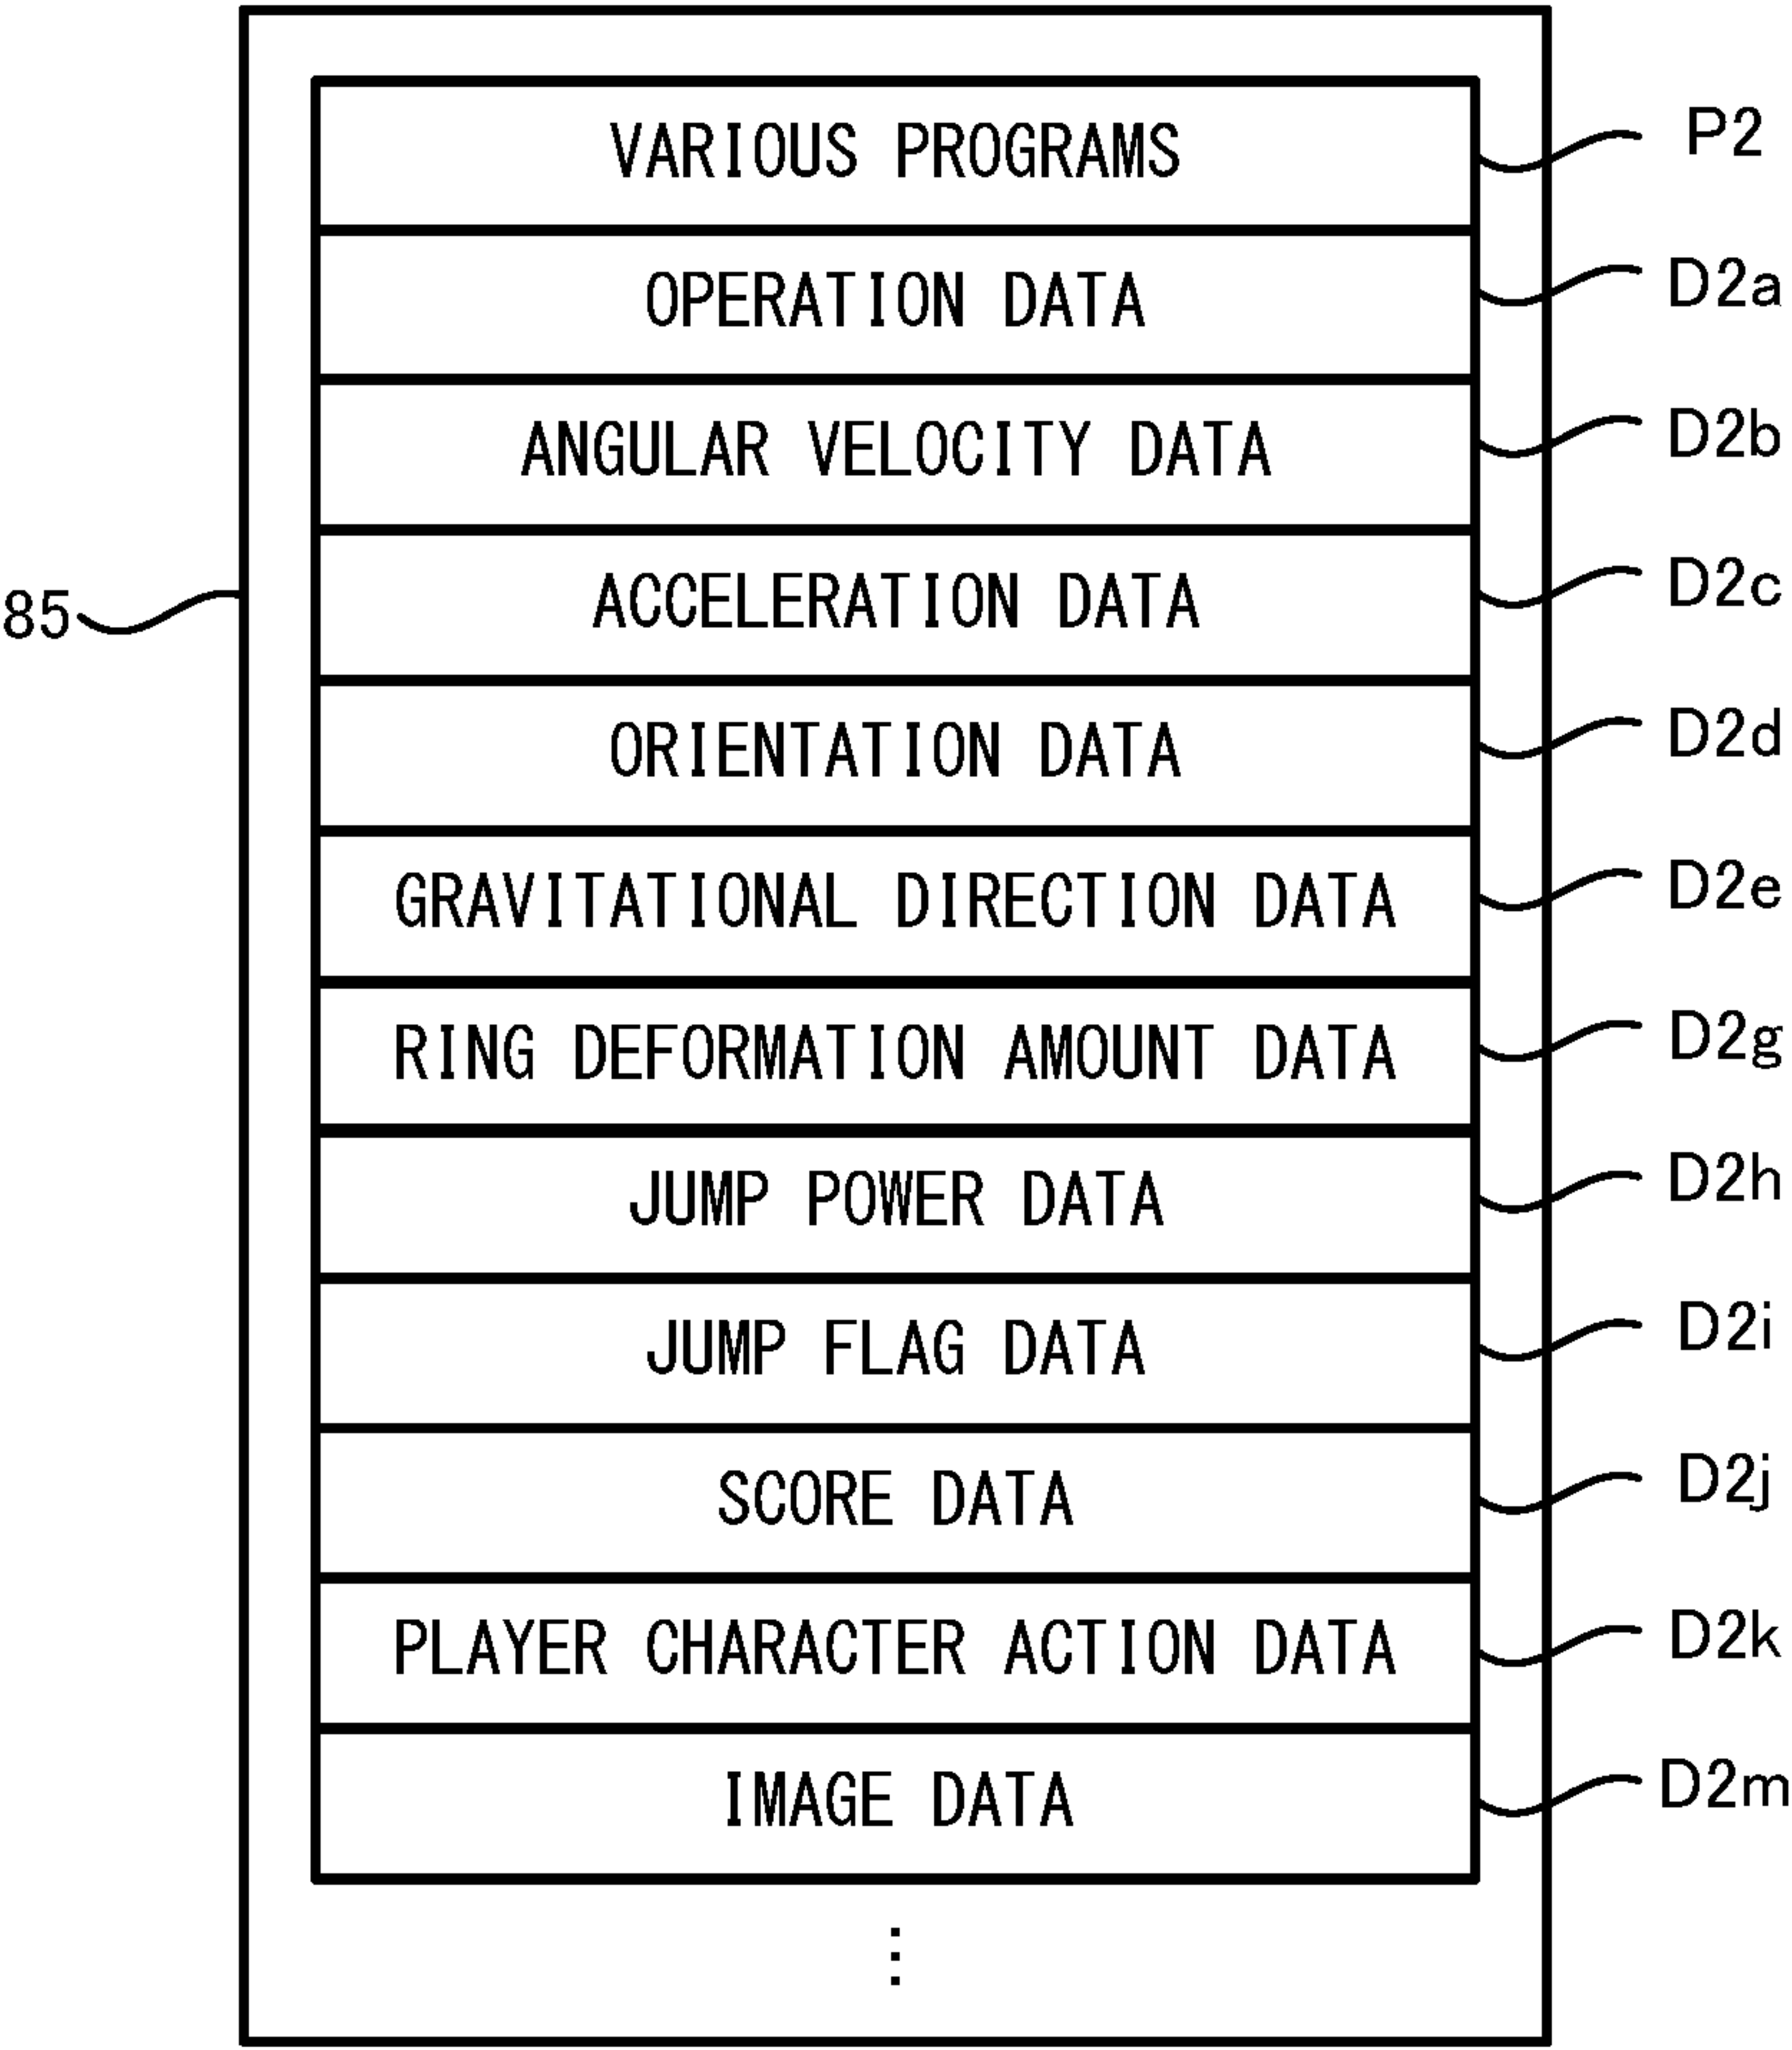 VARIOUS PROGRAMS P2
OPERATION DATA D2a
ANGULAR VELOCITY DATA D2b
85
ACCELERATION DATA D2c
ORIENTATION DATA D2d
GRAVITATIONAL DIRECTION DATA D2e
RING DEFORMATION AMOUNT DATA D2g
JUMP POWER DATA D2h
JUMP FLAG DATA D2i
SCORE DATA D2j
PLAYER CHARACTER ACTION DATA D2k
IMAGE DATA D2m
⋮